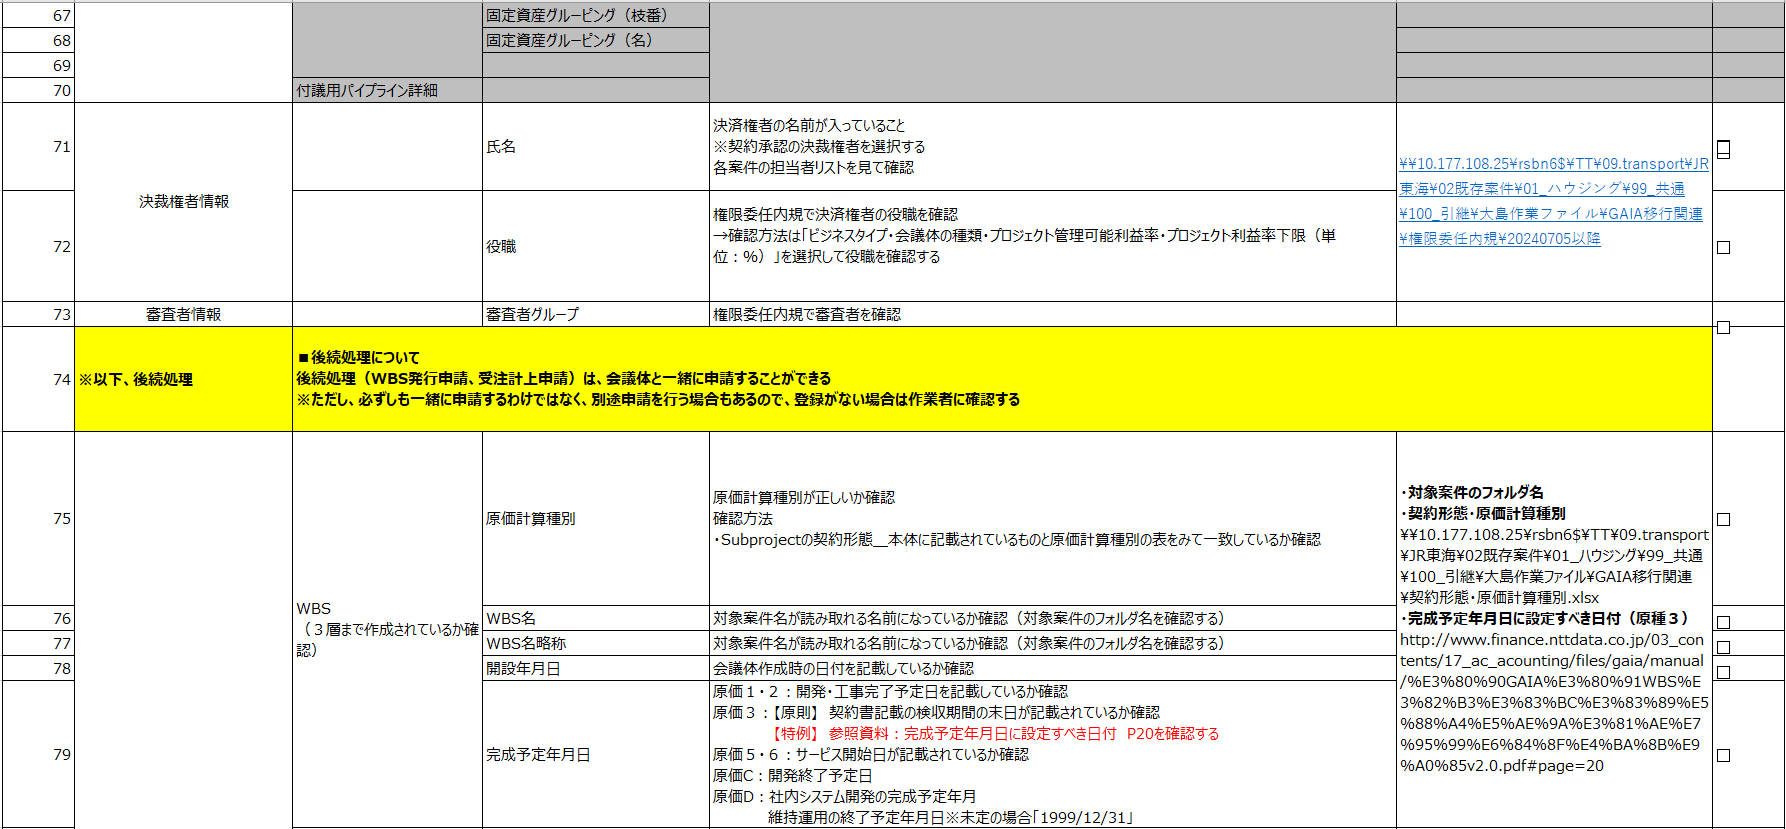 67
固定資産グルーピング（枝番）
68
固定資産グルーピング（名）
69
70
付議用パイプライン詳細
71
決裁権者情報
氏名
決済権者の名前が入っていること
※契約承認の決裁権者を選択する
各案件の担当者リストを見て確認
¥¥10.177.108.25¥rsbn6$¥TT¥09.transport¥JR
東海¥02既存案件¥01_ハウジング¥99_共通
¥100_引継¥大島作業ファイル¥GAIA移行関連
¥権限委任内規¥20240705以降
72
役職
権限委任内規で決済権者の役職を確認
→確認方法は「ビジネスタイプ・会議体の種類・プロジェクト管理可能利益率・プロジェクト利益率下限（単
位：％）」を選択して役職を確認する
73
審査者情報
審査者グループ
権限委任内規で審査者を確認
74
※以下、後続処理
■後続処理について
後続処理（WBS発行申請、受注計上申請）は、会議体と一緒に申請することができる
※ただし、必ずしも一緒に申請するわけではなく、別途申請を行う場合もあるので、登録がない場合は作業者に確認する
75
WBS
（３層まで作成されているか確
認）
原価計算種別
原価計算種別が正しいか確認
確認方法
・Subprojectの契約形態__本体に記載されているものと原価計算種別の表をみて一致しているか確認
・対象案件のフォルダ名
・契約形態・原価計算種別
¥¥10.177.108.25¥rsbn6$¥TT¥09.transport
¥JR東海¥02既存案件¥01_ハウジング¥99_共通
¥100_引継¥大島作業ファイル¥GAIA移行関連
¥契約形態・原価計算種別.xlsx
・完成予定年月日に設定すべき日付（原種３）
http://www.finance.nttdata.co.jp/03_con
tents/17_ac_acounting/files/gaia/manual
/%E3%80%90GAIA%E3%80%91WBS%E
3%82%B3%E3%83%BC%E3%83%89%E5
%88%A4%E5%AE%9A%E3%81%AE%E7
%95%99%E6%84%8F%E4%BA%8B%E9
%A0%85v2.0.pdf#page=20
76
WBS名
対象案件名が読み取れる名前になっているか確認（対象案件のフォルダ名を確認する）
77
WBS名略称
対象案件名が読み取れる名前になっているか確認（対象案件のフォルダ名を確認する）
78
開設年月日
会議体作成時の日付を記載しているか確認
79
完成予定年月日
原価１・２：開発・工事完了予定日を記載しているか確認
原価３：【原則】 契約書記載の検収期間の末日が記載されているか確認
【特例】 参照資料：完成予定年月日に設定すべき日付 P20を確認する
原価５・６：サービス開始日が記載されているか確認
原価C：開発終了予定日
原価D：社内システム開発の完成予定年月
維持運用の終了予定年月日※未定の場合「1999/12/31」